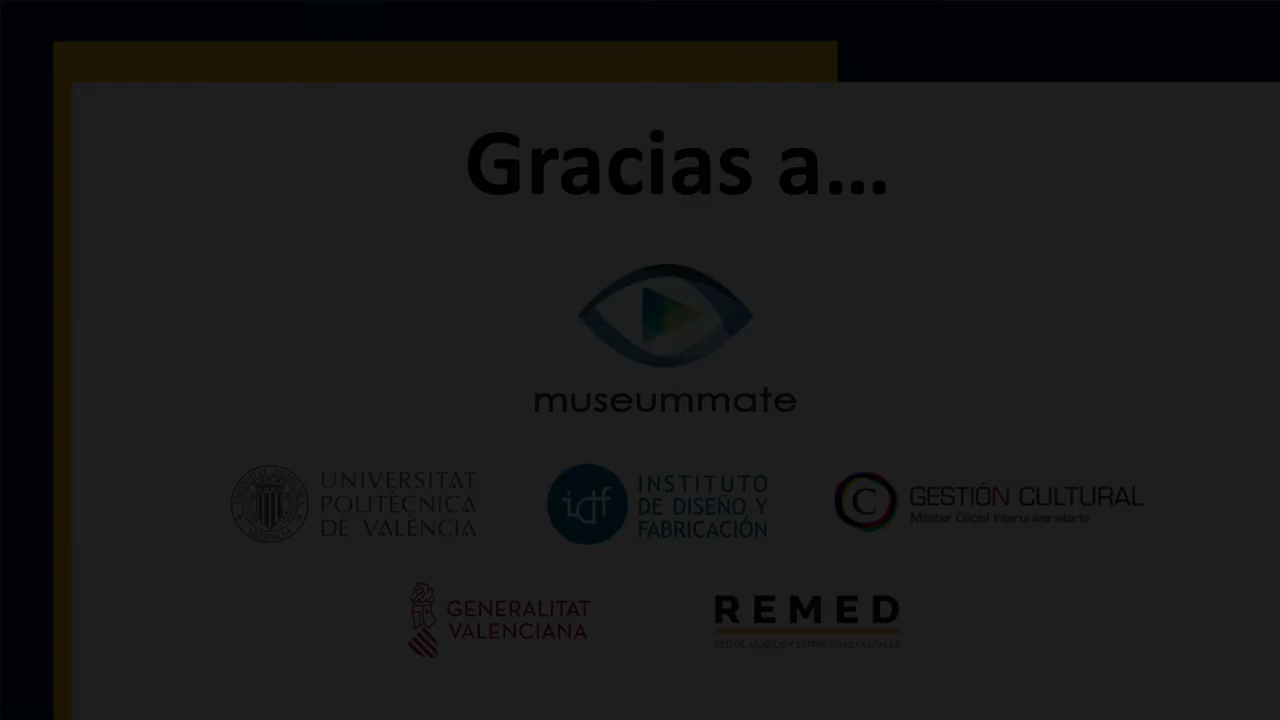 Gracias a...
museummate
UNIVERSITAT
POLITÈCNICA
DE VALÈNCIA
idf
INSTITUTO
DE DISEÑO Y
FABRICACIÓN
C
GESTIÓN CULTURAL
Máster Oficial Interuniversitario
GENERALITAT
VALENCIANA
REMED
RED DE MUSEOS Y ESTRATEGIAS DIGITALES